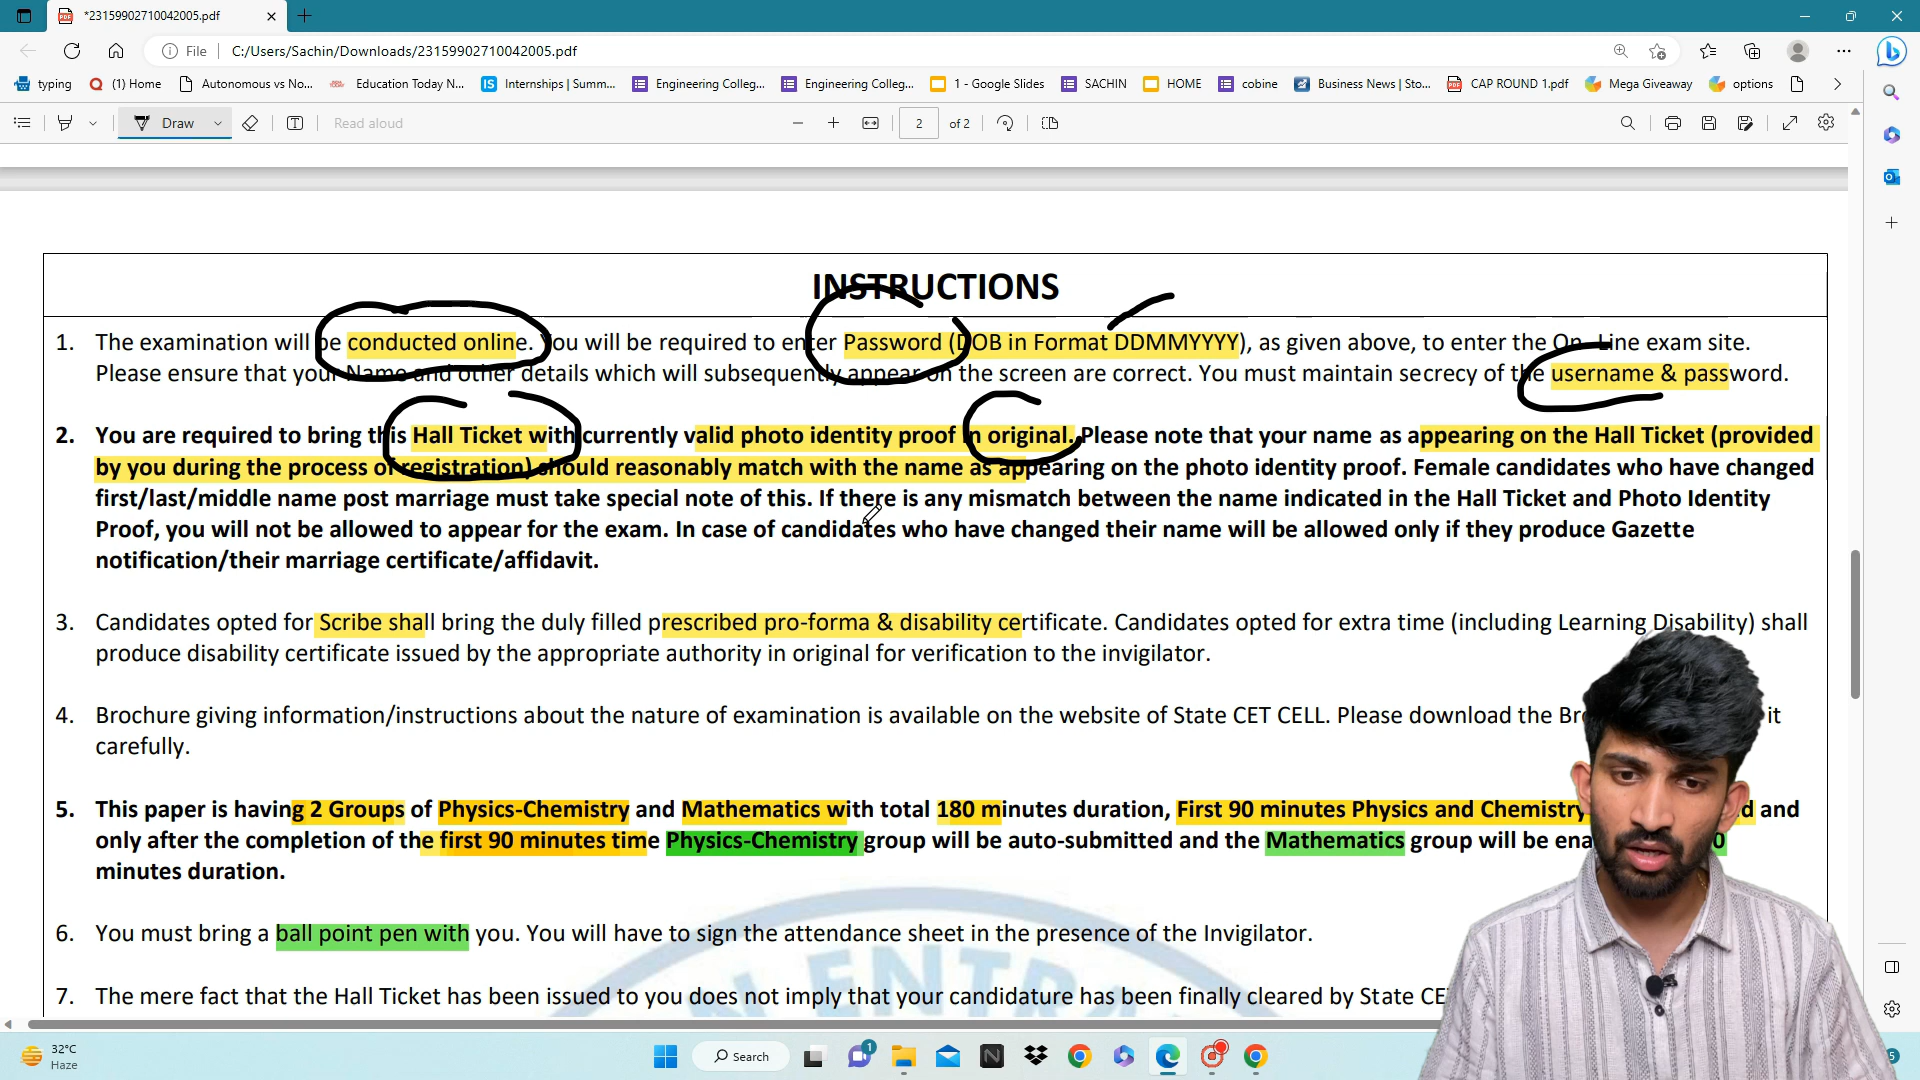 *23159902710042005.pdf
File C:/Users/Sachin/Downloads/23159902710042005.pdf
typing (1) Home Autonomous vs No... Education Today N... Internships | Summ... Engineering Colleg... Engineering Colleg... 1 - Google Slides SACHIN HOME cobine Business News | Sto... CAP ROUND 1.pdf Mega Giveaway options
Draw Read aloud 2 of 2
INSTRUCTIONS
1. The examination will be conducted online. You will be required to enter Password (DOB in Format DDMMYYYY), as given above, to enter the On-Line exam site.
Please ensure that your Name and other details which will subsequently appear on the screen are correct. You must maintain secrecy of the username & password.
2. You are required to bring this Hall Ticket with currently valid photo identity proof in original. Please note that your name as appearing on the Hall Ticket (provided
by you during the process of registration) should reasonably match with the name as appearing on the photo identity proof. Female candidates who have changed
first/last/middle name post marriage must take special note of this. If there is any mismatch between the name indicated in the Hall Ticket and Photo Identity
Proof, you will not be allowed to appear for the exam. In case of candidates who have changed their name will be allowed only if they produce Gazette
notification/their marriage certificate/affidavit.
3. Candidates opted for Scribe shall bring the duly filled prescribed pro-forma & disability certificate. Candidates opted for extra time (including Learning Disability) shall
produce disability certificate issued by the appropriate authority in original for verification to the invigilator.
4. Brochure giving information/instructions about the nature of examination is available on the website of State CET CELL. Please download the it
carefully.
5. This paper is having 2 Groups of Physics-Chemistry and Mathematics with total 180 minutes duration, First 90 minutes Physics and Chemistry and
only after the completion of the first 90 minutes time Physics-Chemistry group will be auto-submitted and the Mathematics group will be
minutes duration.
6. You must bring a ball point pen with you. You will have to sign the attendance sheet in the presence of the Invigilator.
7. The mere fact that the Hall Ticket has been issued to you does not imply that your candidature has been finally cleared by State
32°C
Haze
Search